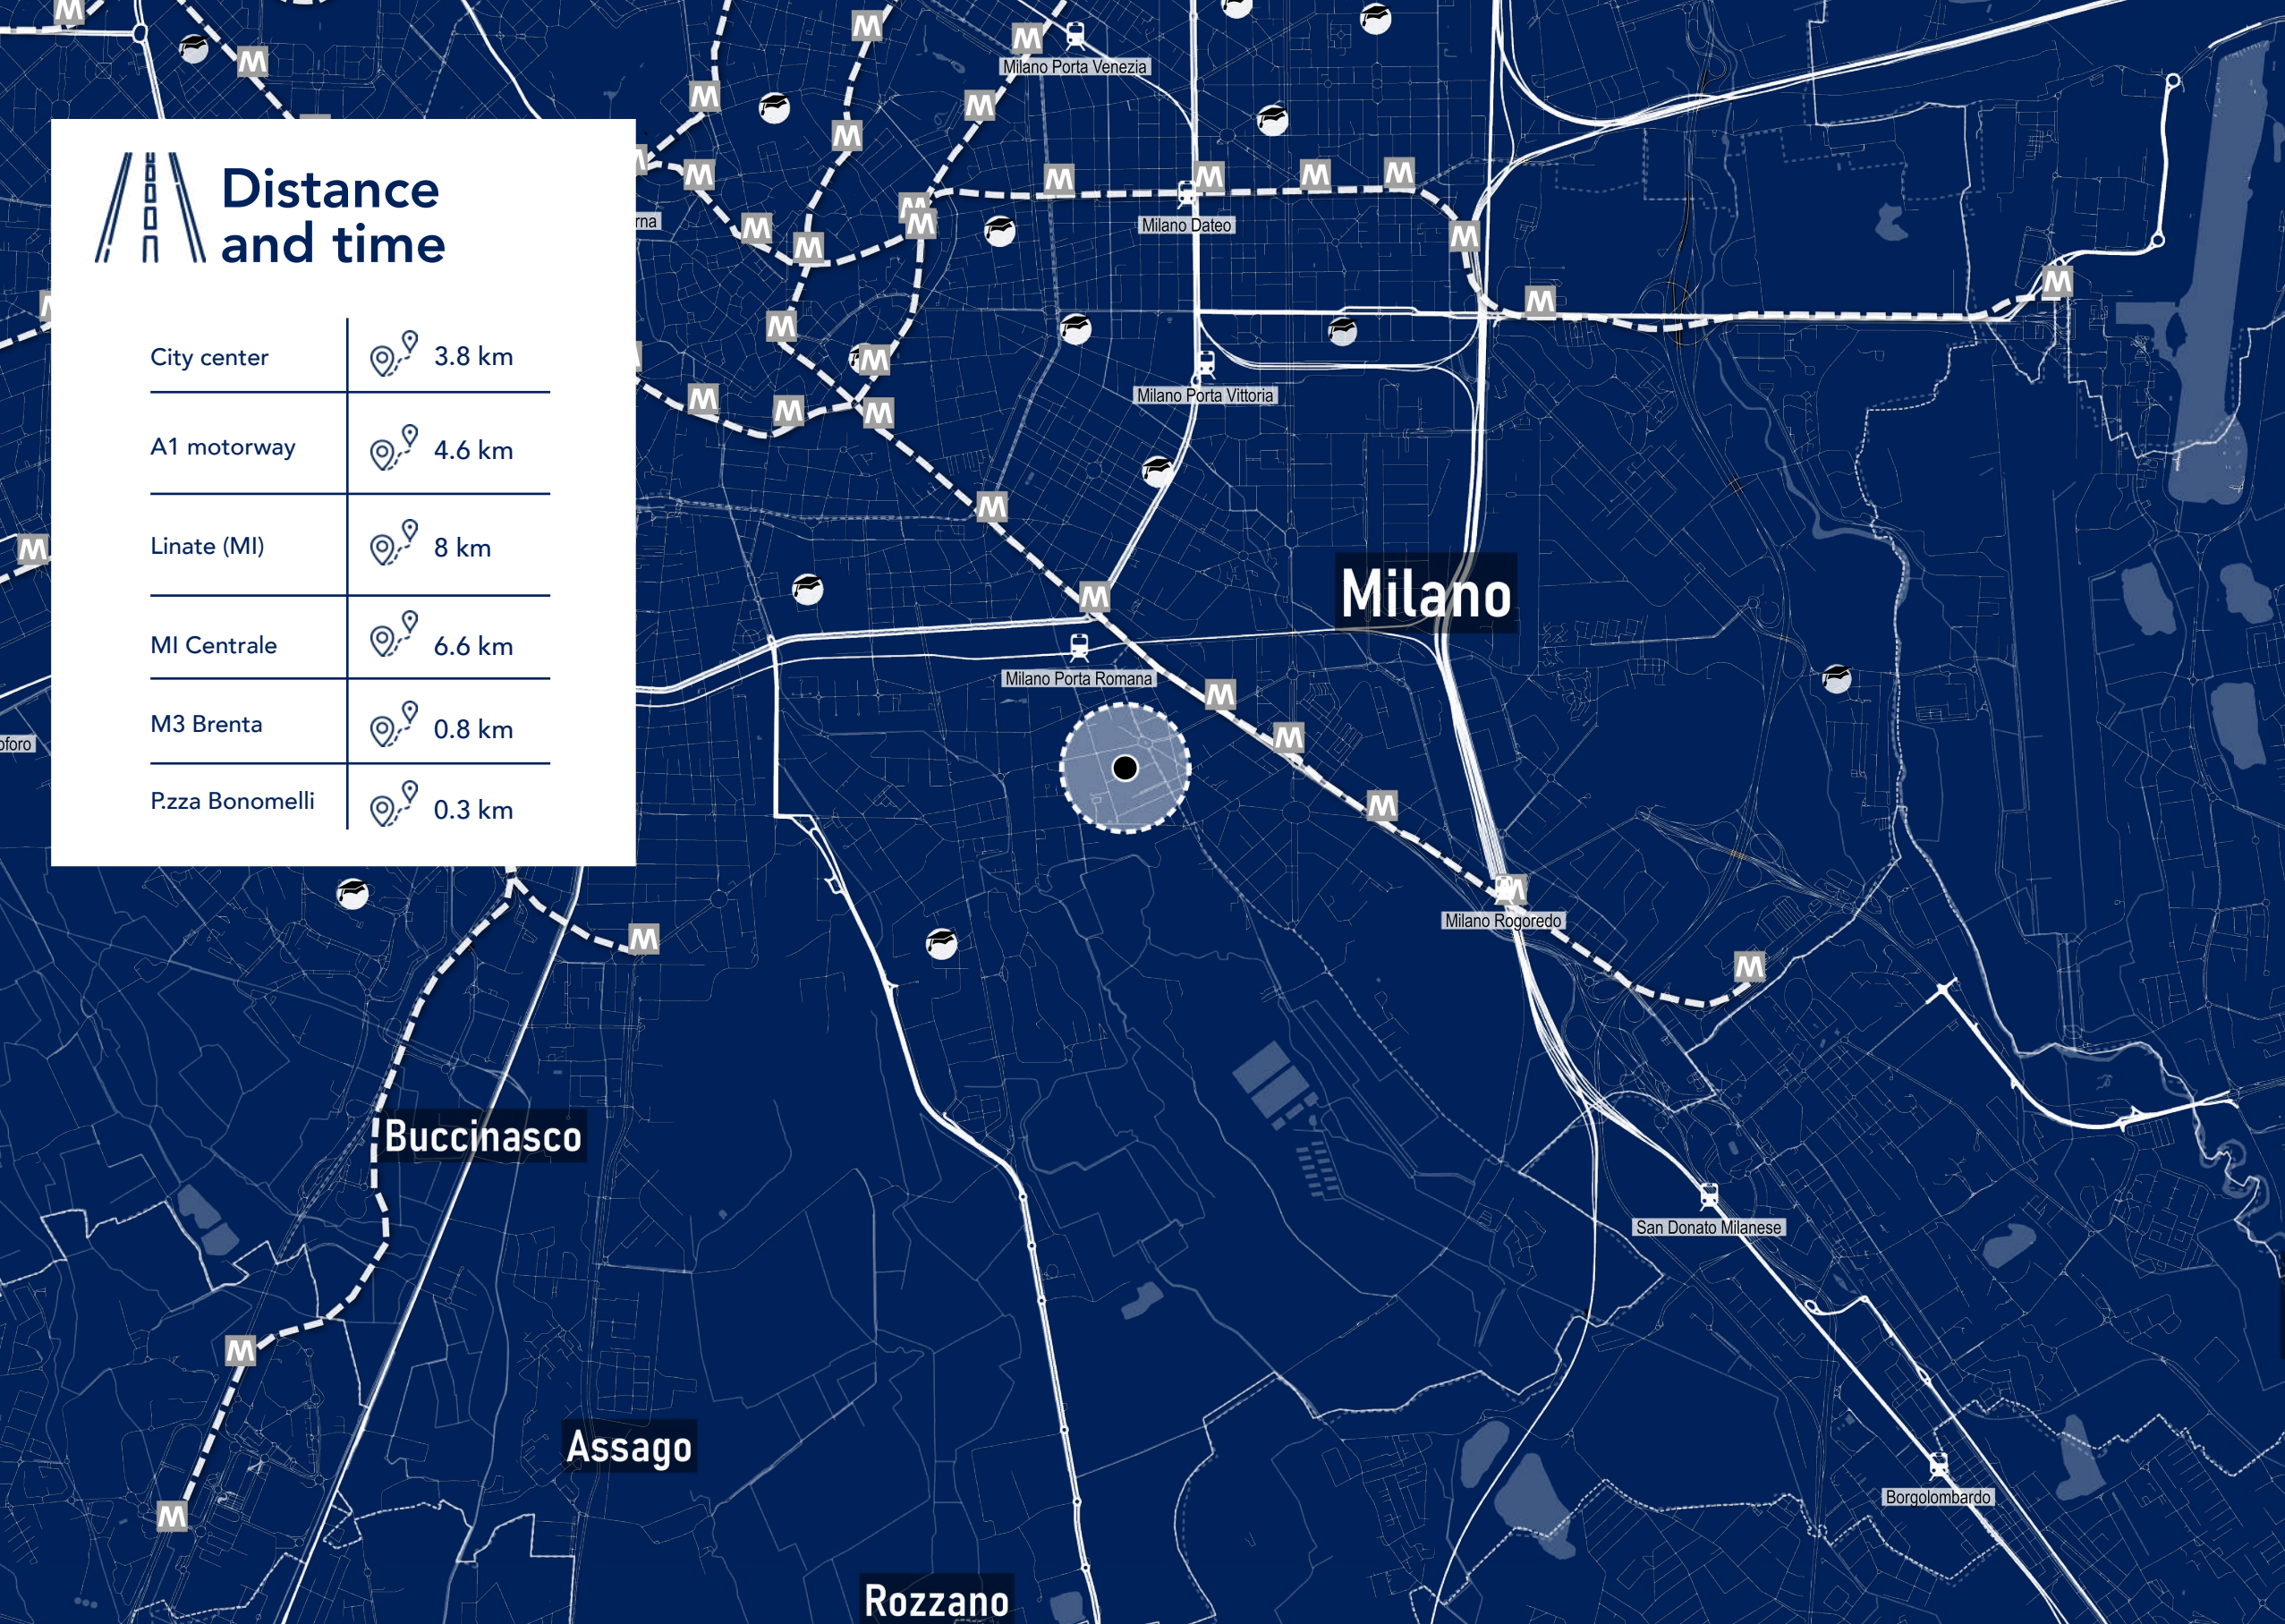 Distance
and time
City center 3.8 km
A1 motorway 4.6 km
Linate (MI) 8 km
MI Centrale 6.6 km
M3 Brenta 0.8 km
P.zza Bonomelli 0.3 km
Milano Porta Venezia
rna
Milano Dateo
Milano Porta Vittoria
Milano
Milano Porta Romana
oforo
Milano Rogoredo
Buccinasco
San Donato Milanese
Assago
Borgolombardo
Rozzano